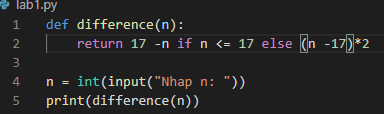 lab1.py
1 def difference(n):
2     return 17 -n if n <= 17 else (n -17)*2
3
4 n = int(input("Nhap n: "))
5 print(difference(n))